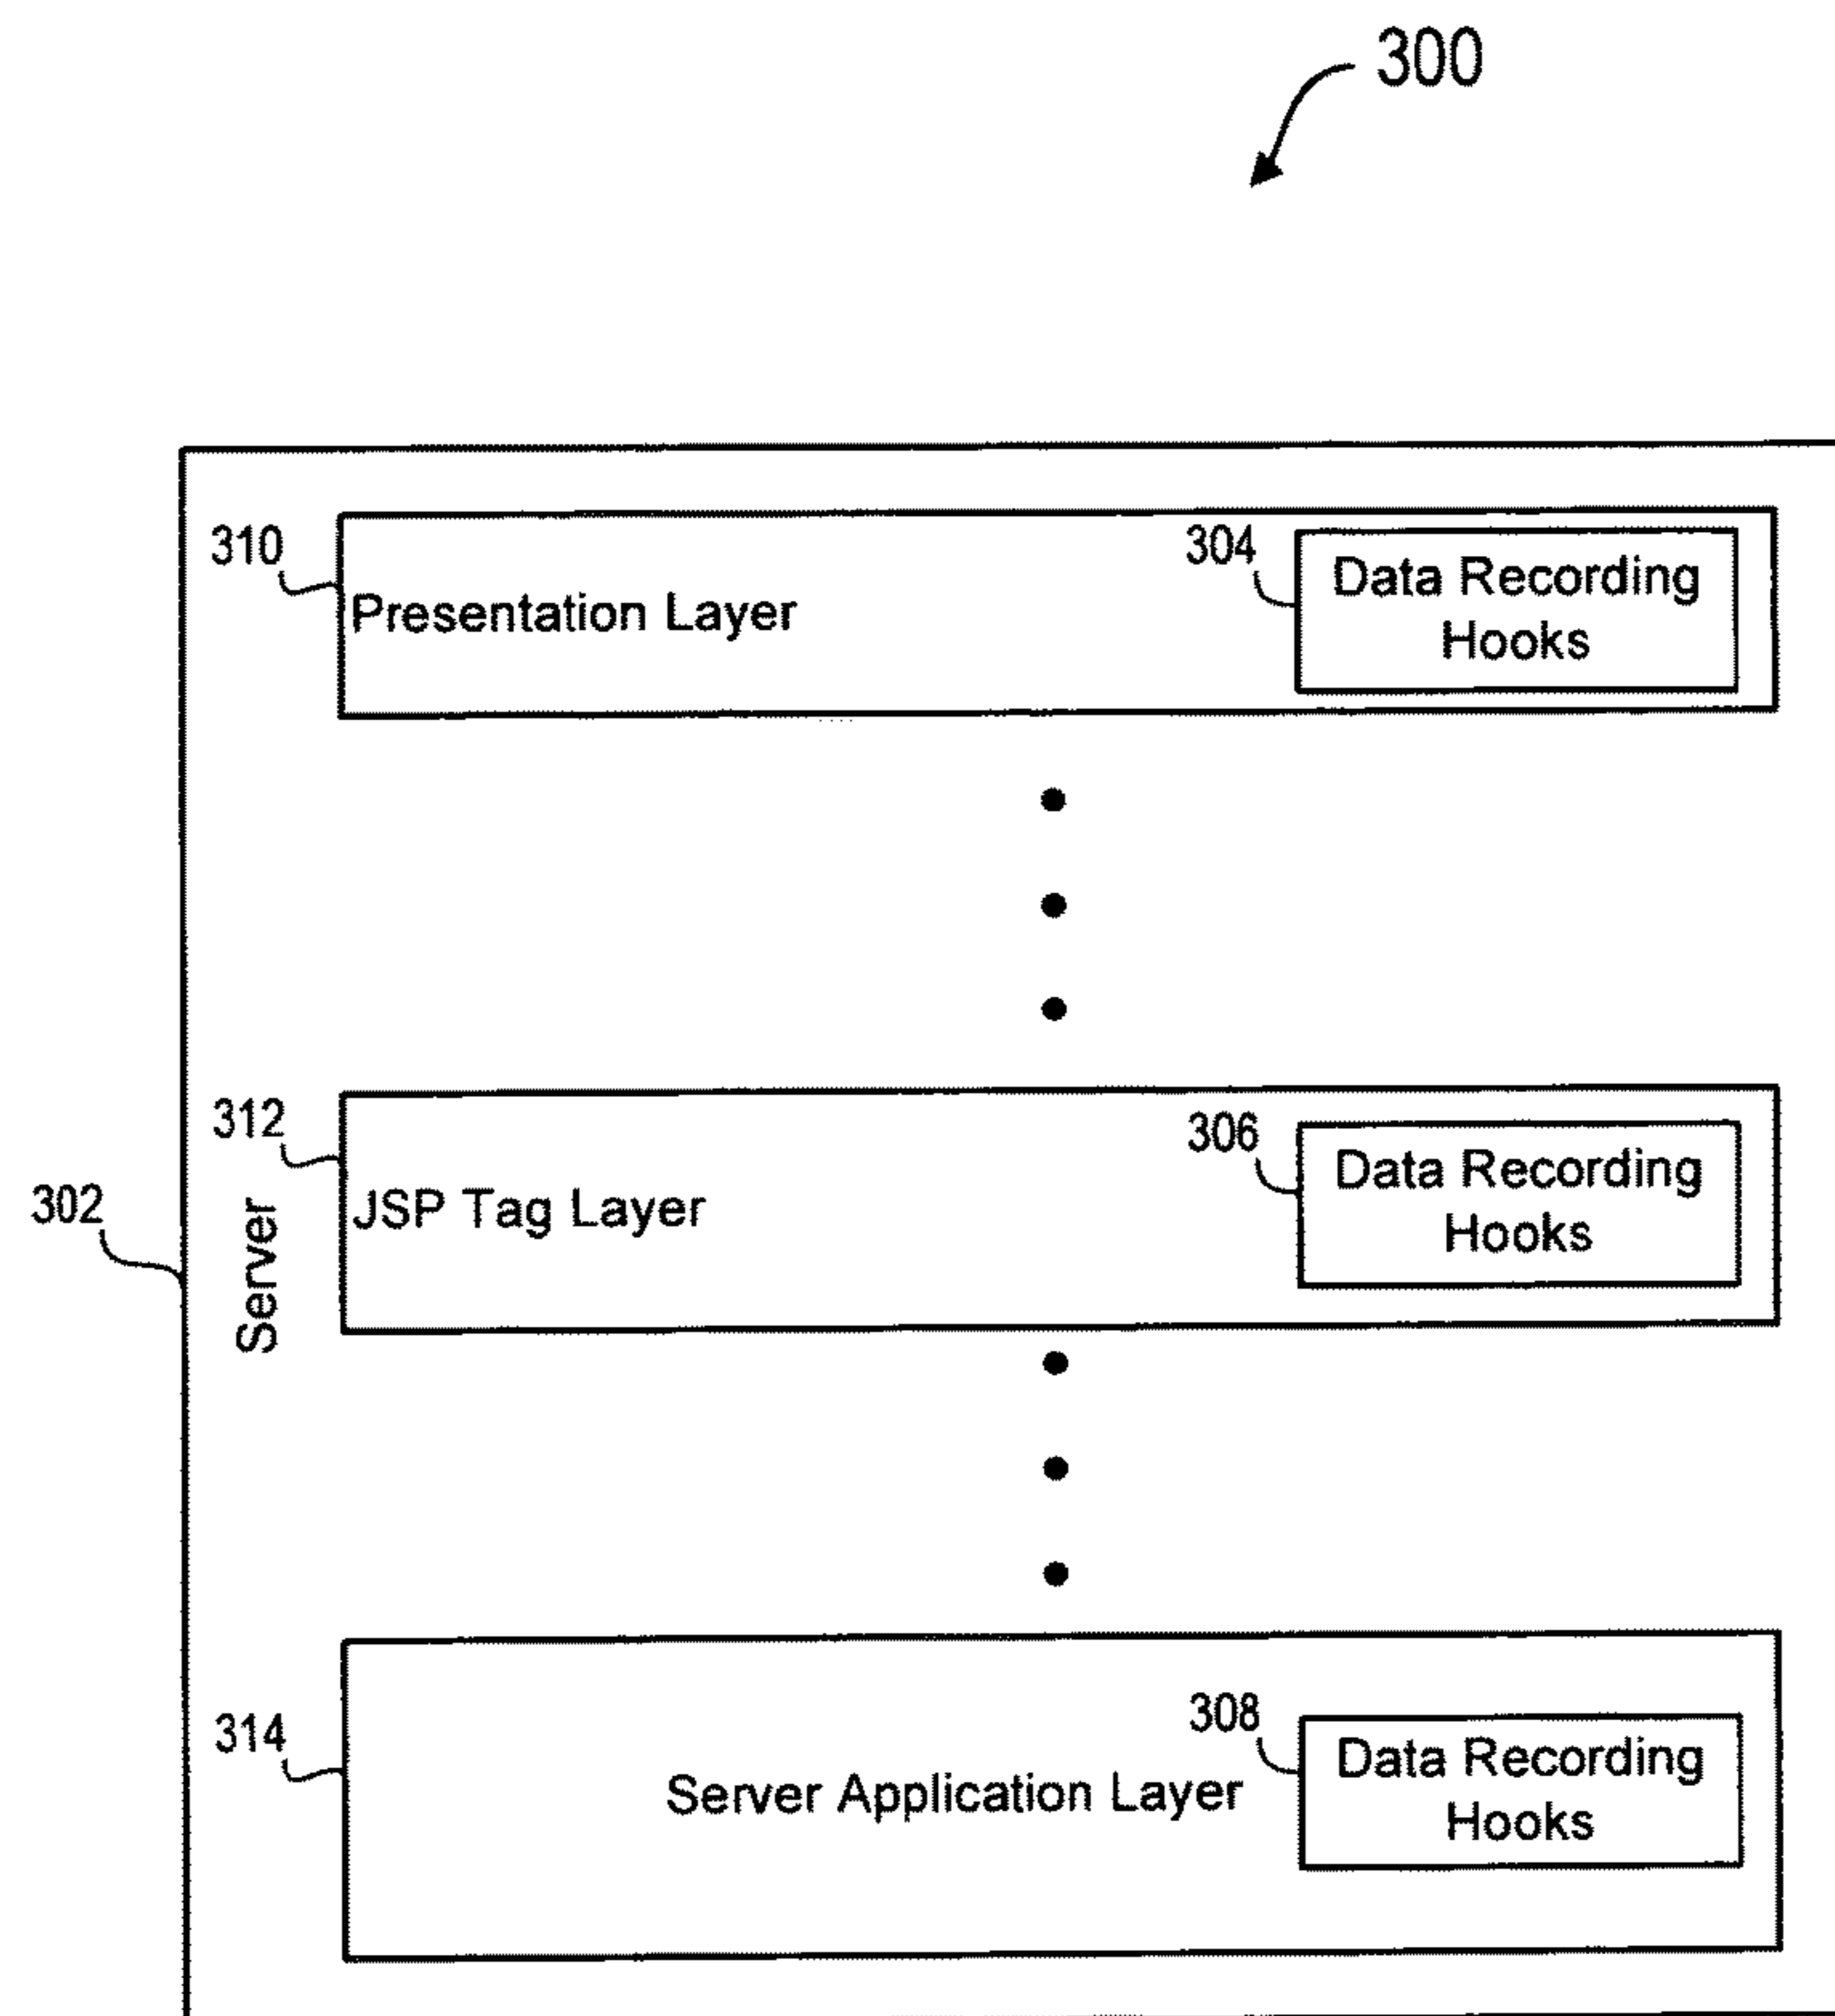 300
310
Presentation Layer
304
Data Recording
Hooks
312
JSP Tag Layer
306
Data Recording
Hooks
302
Server
314
Server Application Layer
308
Data Recording
Hooks